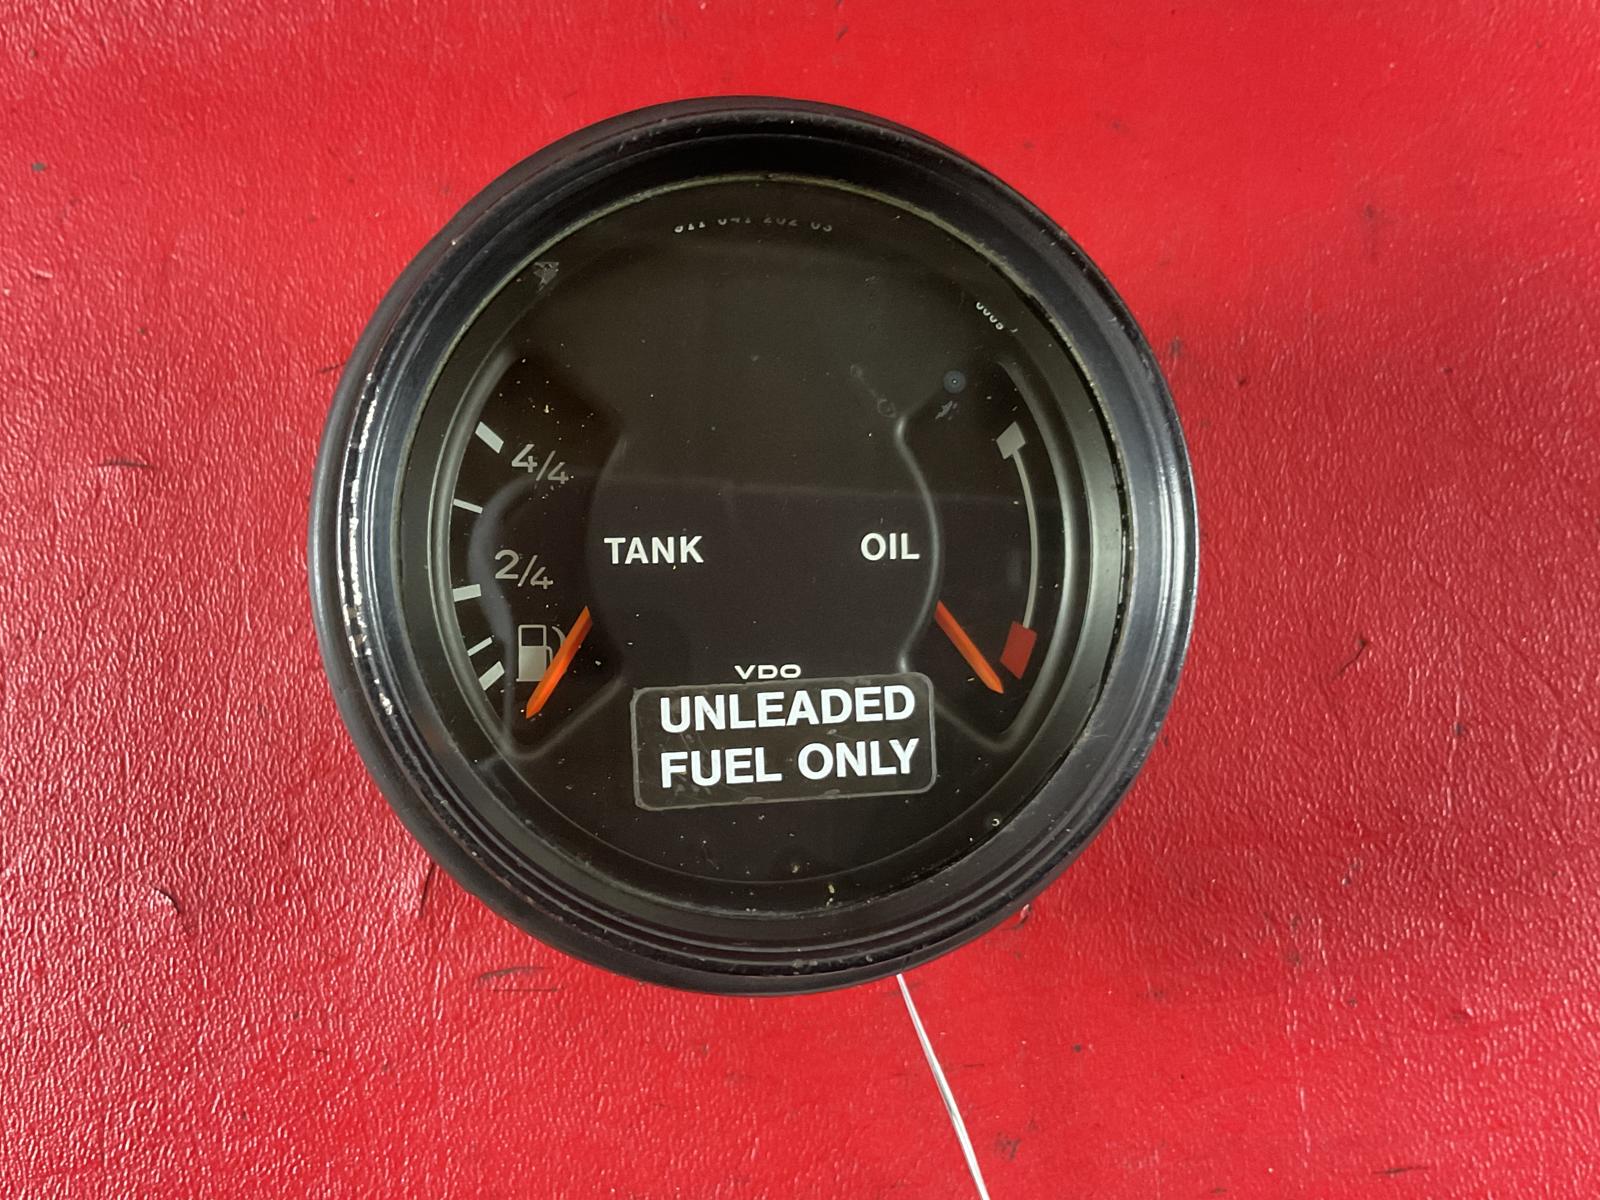 4/4
2/4
TANK
OIL
VDO
UNLEADED
FUEL ONLY